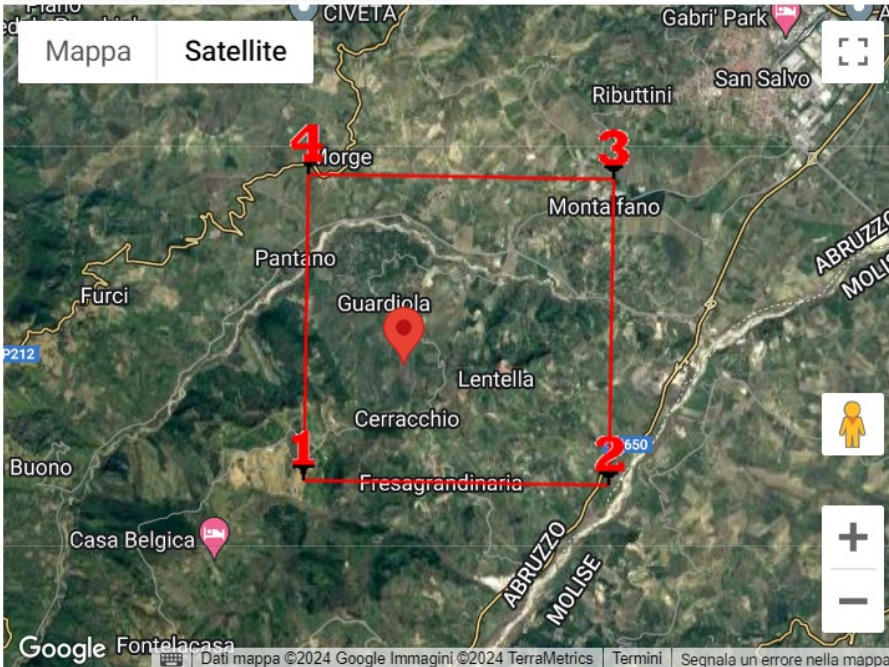 Piano
CIVETA
Gabri' Park
Mappa
Satellite
San Salvo
Ributtini
4
Morge
3
Montalfano
Pantano
ABRUZZO
MOLIS
Furci
Guardiola
P212
Lentella
Cerracchio
1
2
650
Buono
Fresagrandinaria
Casa Belgica
ABRUZZO
MOLISE
+
−
Google
Fontelacasa
Dati mappa ©2024 Google Immagini ©2024 TerraMetrics
Termini
Segnala un errore nella mappa